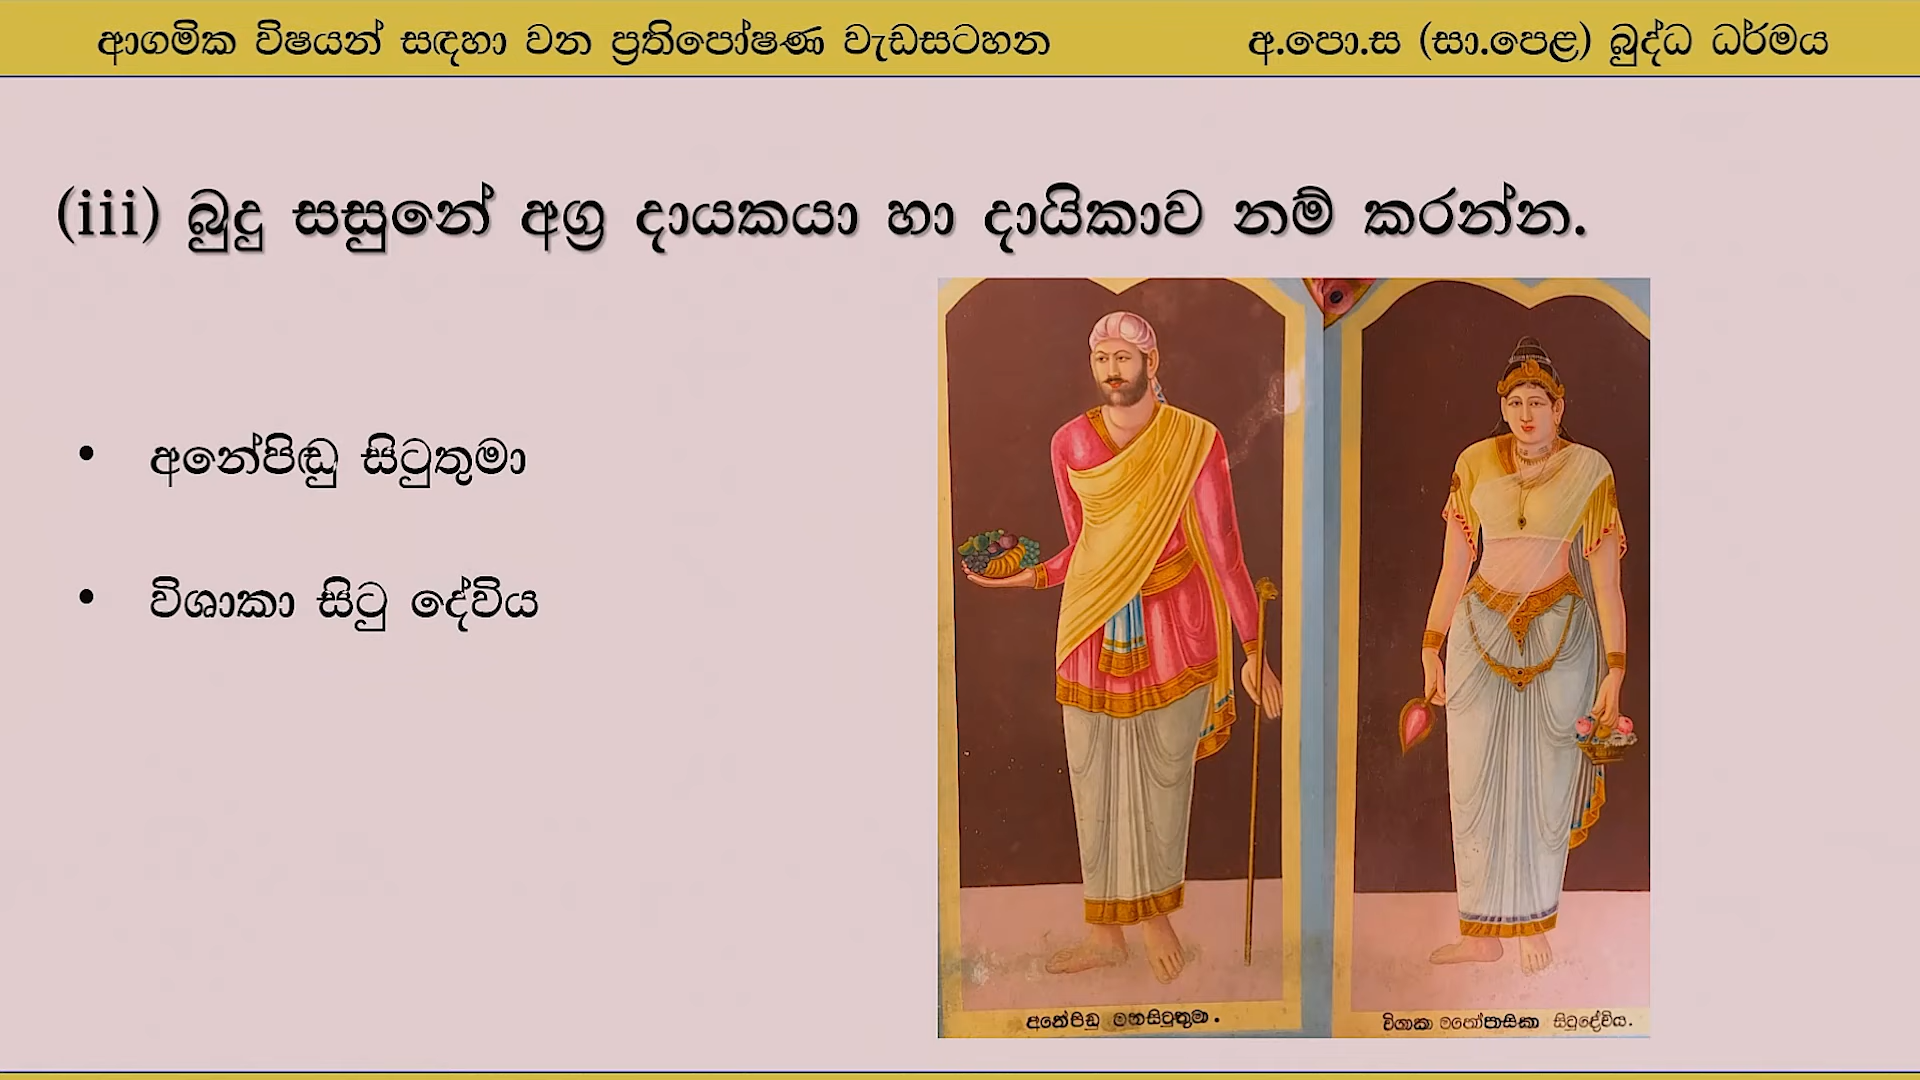 ආගමික විෂයන් සඳහා වන ප්‍රතිපෝෂණ වැඩසටහන අ.පො.ස (සා.පෙළ) බුද්ධ ධර්මය
(iii) බුදු සසුනේ අග්‍ර දායකයා හා දායිකාව නම් කරන්න.
• අනේපිඬු සිටුතුමා
• විශාකා සිටු දේවිය
අනේපිඬු මහසිටුතුමා.
විශාකා මහෝපාසිකා සිටුදේවිය.